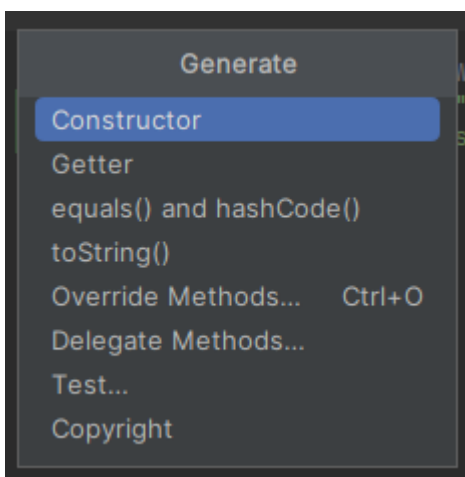 Generate
Constructor
Getter
equals() and hashCode()
toString()
Override Methods... Ctrl+O
Delegate Methods...
Test...
Copyright